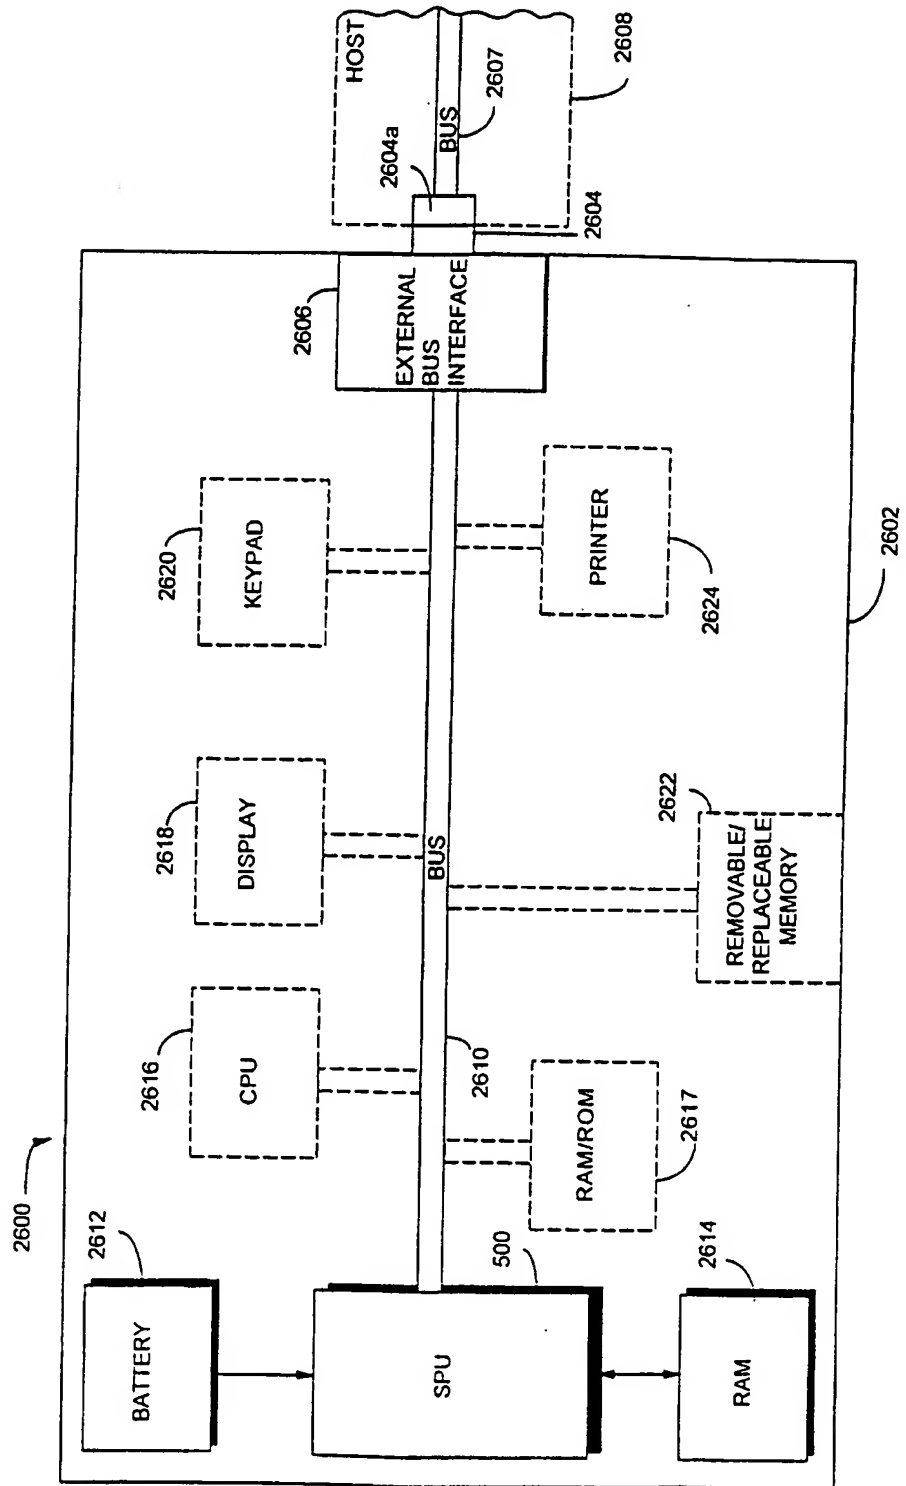 2600
BATTERY
2612
SPU
500
RAM
2614
CPU
2616
RAM/ROM
2617
2610
BUS
DISPLAY
2618
REMOVABLE/
REPLACEABLE
MEMORY
2622
KEYPAD
2620
PRINTER
2624
2602
EXTERNAL
BUS
INTERFACE
2606
2604
2604a
HOST
BUS
2607
2608